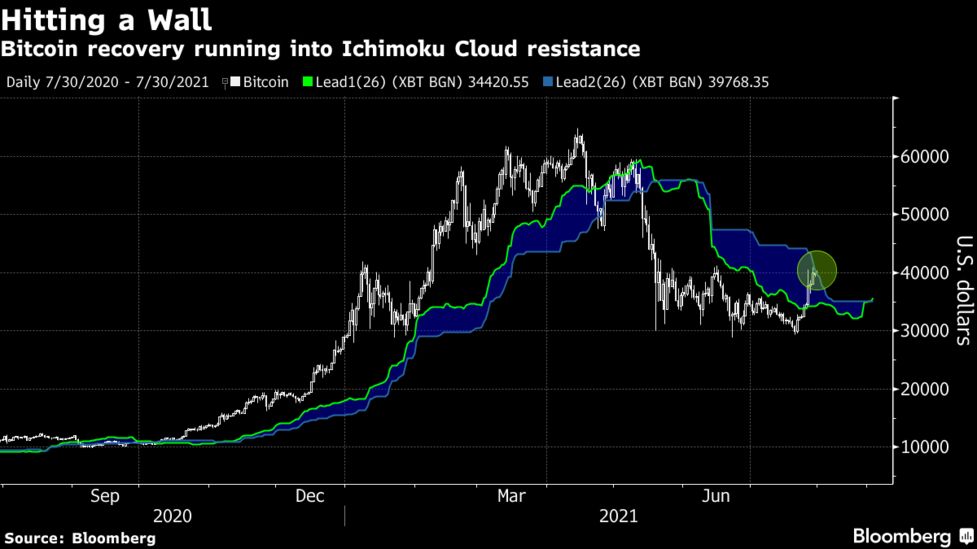 Hitting a Wall
Bitcoin recovery running into Ichimoku Cloud resistance
Daily 7/30/2020 - 7/30/2021 Bitcoin Lead1(26) (XBT BGN) 34420.55 Lead2(26) (XBT BGN) 39768.35
60000
50000
40000
30000
20000
10000
U.S. dollars
Sep Dec Mar Jun
2020 2021
Source: Bloomberg
Bloomberg